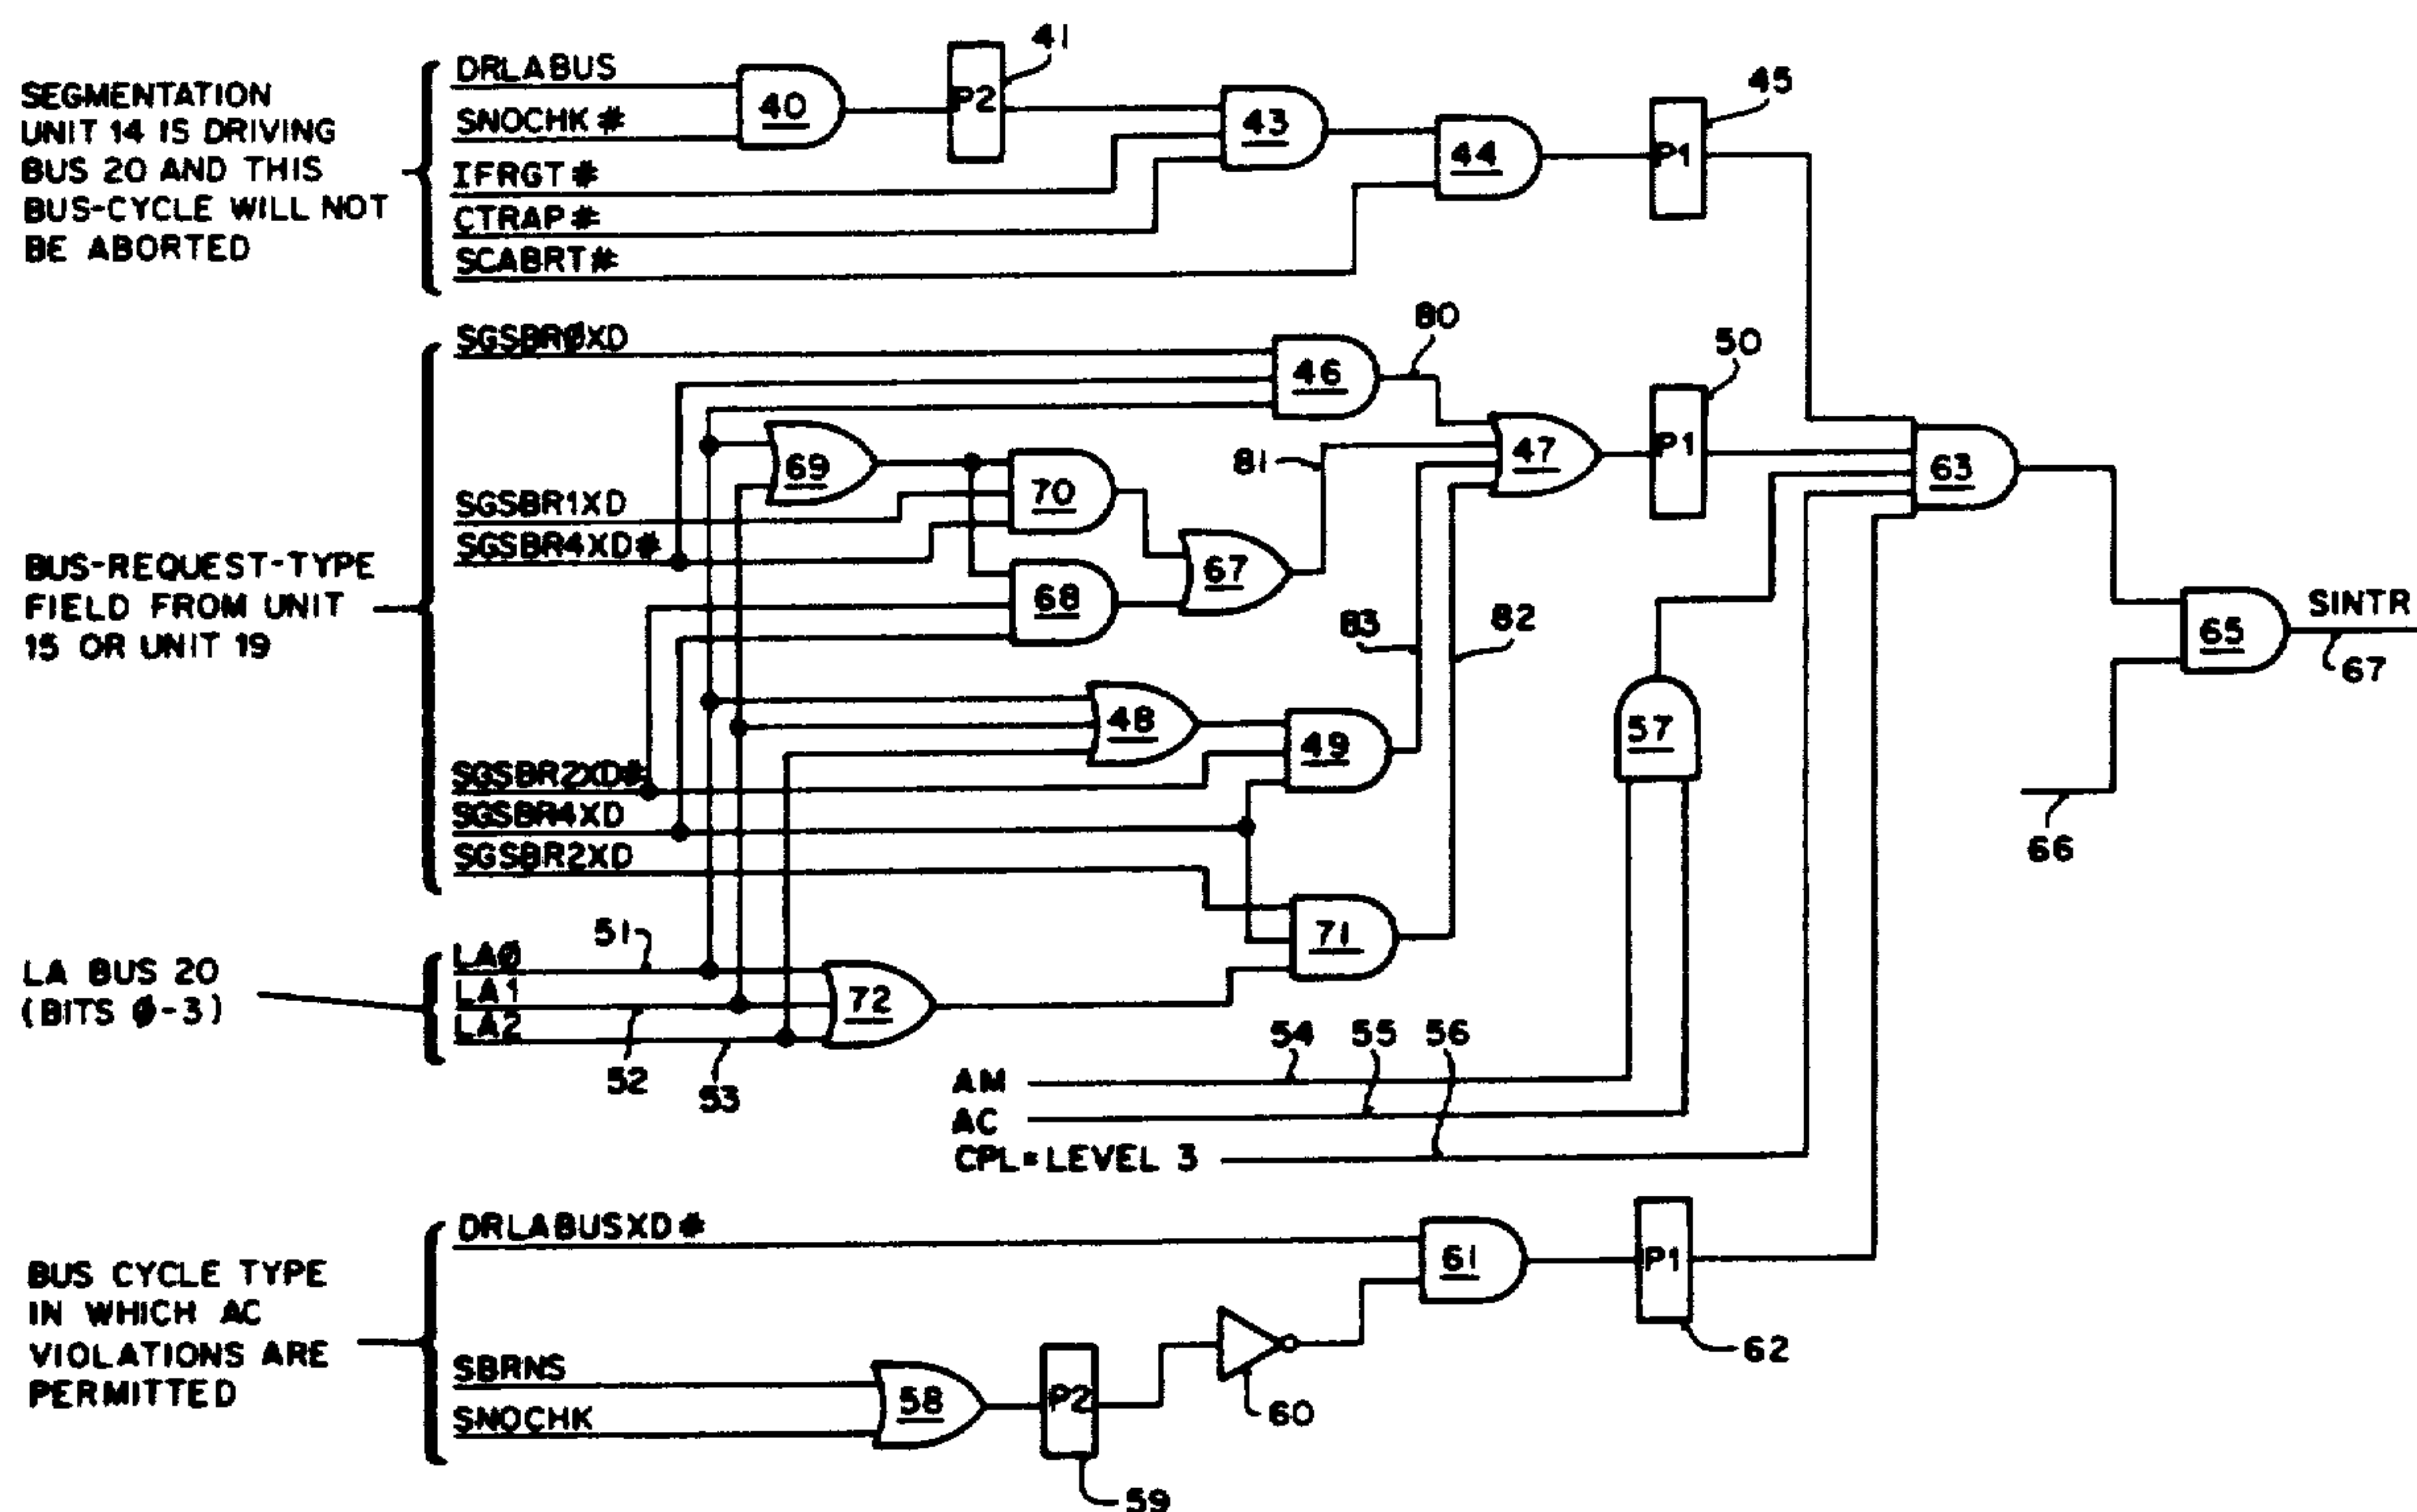 SEGMENTATION
UNIT 14 IS DRIVING
BUS 20 AND THIS
BUS-CYCLE WILL NOT
BE ABORTED
DRLABUS
SNOCHK#
IFRGT#
CTRAP#
SCABRT#
40
P2
41
43
44
P1
45
BUS-REQUEST-TYPE
FIELD FROM UNIT
15 OR UNIT 19
SGSBRØXD
SGSBR1XD
SGSBR4XD#
SGSBR2XD#
SGSBR4XD
SGSBR2XD
46
80
69
70
68
67
81
47
P1
50
48
49
83
82
71
63
57
65
SINTR
67
66
LA BUS 20
(BITS Ø-3)
LAØ
LA1
LA2
51
52
53
72
AM
AC
CPL=LEVEL 3
54
55
56
BUS CYCLE TYPE
IN WHICH AC
VIOLATIONS ARE
PERMITTED
DRLABUSXD#
SBRNS
SNOCHK
58
P2
59
60
61
P1
62